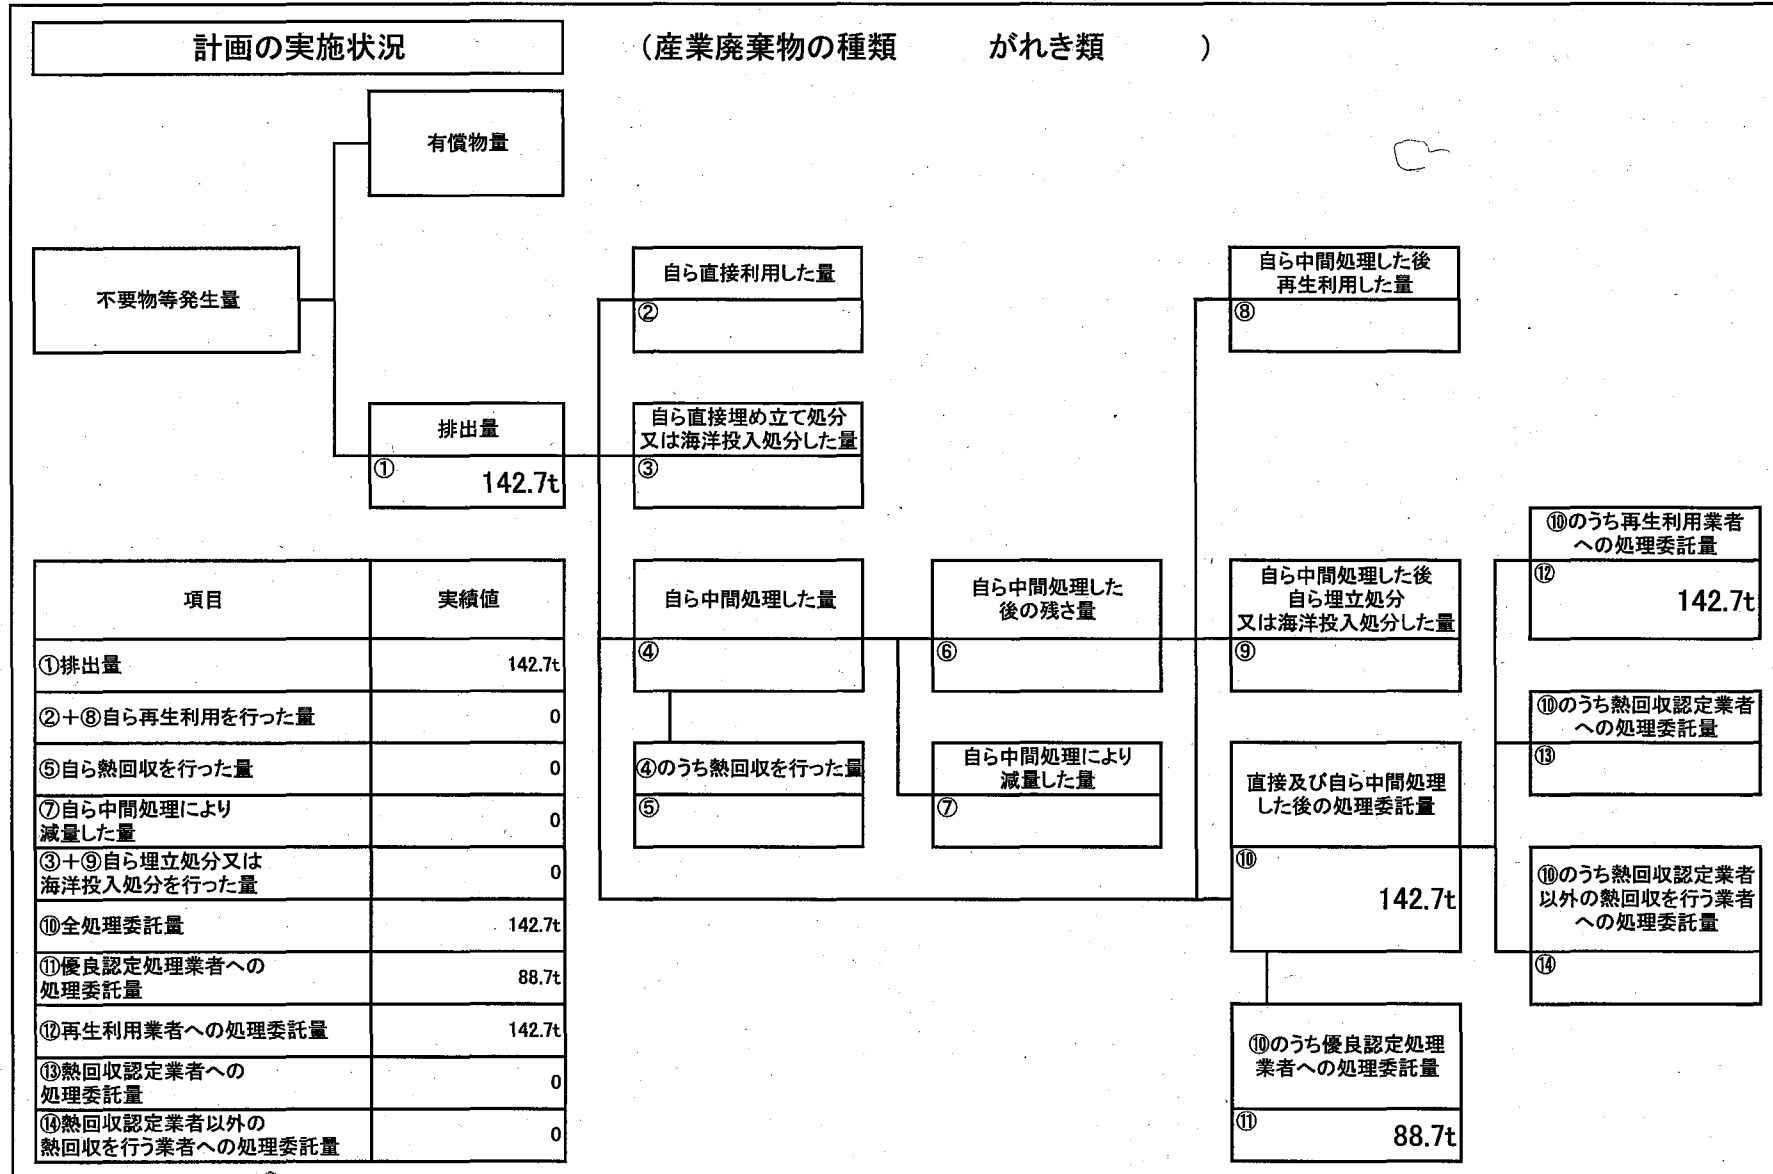 計画の実施状況
（産業廃棄物の種類　がれき類　）
有償物量
不要物等発生量
排出量
①
142.7t
自ら直接利用した量
②
自ら直接埋め立て処分
又は海洋投入処分した量
③
自ら中間処理した量
④
④のうち熱回収を行った量
⑤
自ら中間処理した
後の残さ量
⑥
自ら中間処理により
減量した量
⑦
自ら中間処理した後
再生利用した量
⑧
自ら中間処理した後
自ら埋立処分
又は海洋投入処分した量
⑨
直接及び自ら中間処理
した後の処理委託量
⑩
142.7t
⑩のうち優良認定処理
業者への処理委託量
⑪
88.7t
⑩のうち再生利用業者
への処理委託量
⑫
142.7t
⑩のうち熱回収認定業者
への処理委託量
⑬
⑩のうち熱回収認定業者
以外の熱回収を行う業者
への処理委託量
⑭
項目 実績値
①排出量 142.7t
②＋⑧自ら再生利用を行った量 0
⑤自ら熱回収を行った量 0
⑦自ら中間処理により
減量した量 0
③＋⑨自ら埋立処分又は
海洋投入処分を行った量 0
⑩全処理委託量 142.7t
⑪優良認定処理業者への
処理委託量 88.7t
⑫再生利用業者への処理委託量 142.7t
⑬熱回収認定業者への
処理委託量 0
⑭熱回収認定業者以外の
熱回収を行う業者への処理委託量 0